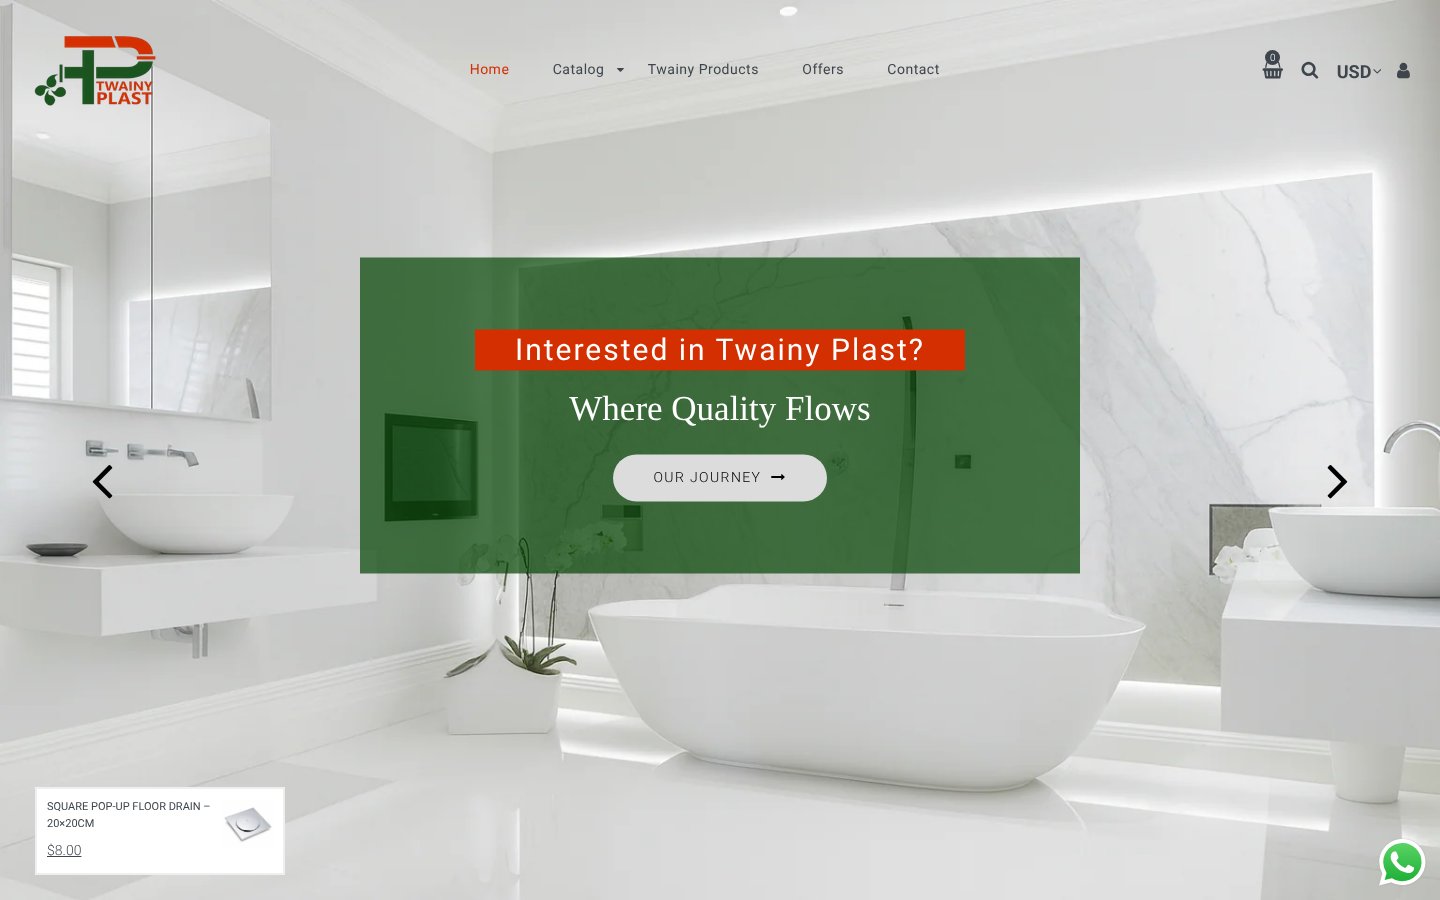 TWAINY
PLAST
Home
Catalog
Twainy Products
Offers
Contact
0
USD
Interested in Twainy Plast?
Where Quality Flows
OUR JOURNEY
SQUARE POP-UP FLOOR DRAIN –
20×20CM
$8.00